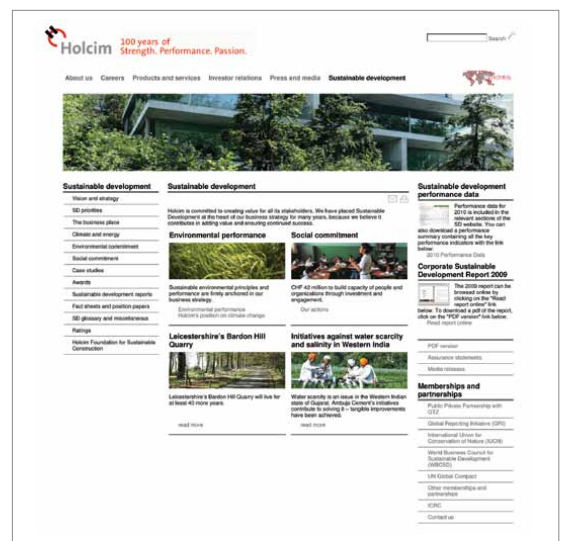 Holcim
100 years of
Strength. Performance. Passion.
Search
About us Careers Products and services Investor relations Press and media Sustainable development
Sustainable development
Vision and strategy
SD priorities
The business place
Climate and energy
Environmental commitment
Social commitment
Case studies
Awards
Sustainable development reports
Fact sheets and position papers
SD glossary and miscellaneous
Ratings
Holcim Foundation for Sustainable
Construction
Sustainable development
Holcim is committed to creating value for all its stakeholders. We have placed Sustainable
Development at the heart of our business strategy for many years, because we believe it
contributes in adding value and ensuring continued success.
Environmental performance
Sustainable environmental principles and
performance are firmly anchored in our
business strategy.
Environmental performance
Holcim's position on climate change
Social commitment
CHF 42 million to build capacity of people and
organizations through investment and
engagement.
Our actions
Leicestershire's Bardon Hill
Quarry
Leicestershire's Bardon Hill Quarry will live for
at least 40 more years.
read more
Initiatives against water scarcity
and salinity in Western India
Water scarcity is an issue in the Western Indian
state of Gujarat. Ambuja Cement's initiatives
contribute to solving it – tangible improvements
have been achieved.
read more
Sustainable development
performance data
Performance data for
2010 is included in the
relevant sections of the
SD website. You can
also download a performance
summary containing all the key
performance indicators with the link
below.
2010 Performance Data
Corporate Sustainable
Development Report 2009
The 2009 report can be
browsed online by
clicking on the "Read
report online" link
below. To download a pdf of the report,
click on the "PDF version" link below.
Read report online
PDF version
Assurance statements
Media releases
Memberships and
partnerships
Public Private Partnership with
GTZ
Global Reporting Initiative (GRI)
International Union for
Conservation of Nature (IUCN)
World Business Council for
Sustainable Development
(WBCSD)
UN Global Compact
Other memberships and
partnerships
ICRC
Contact us